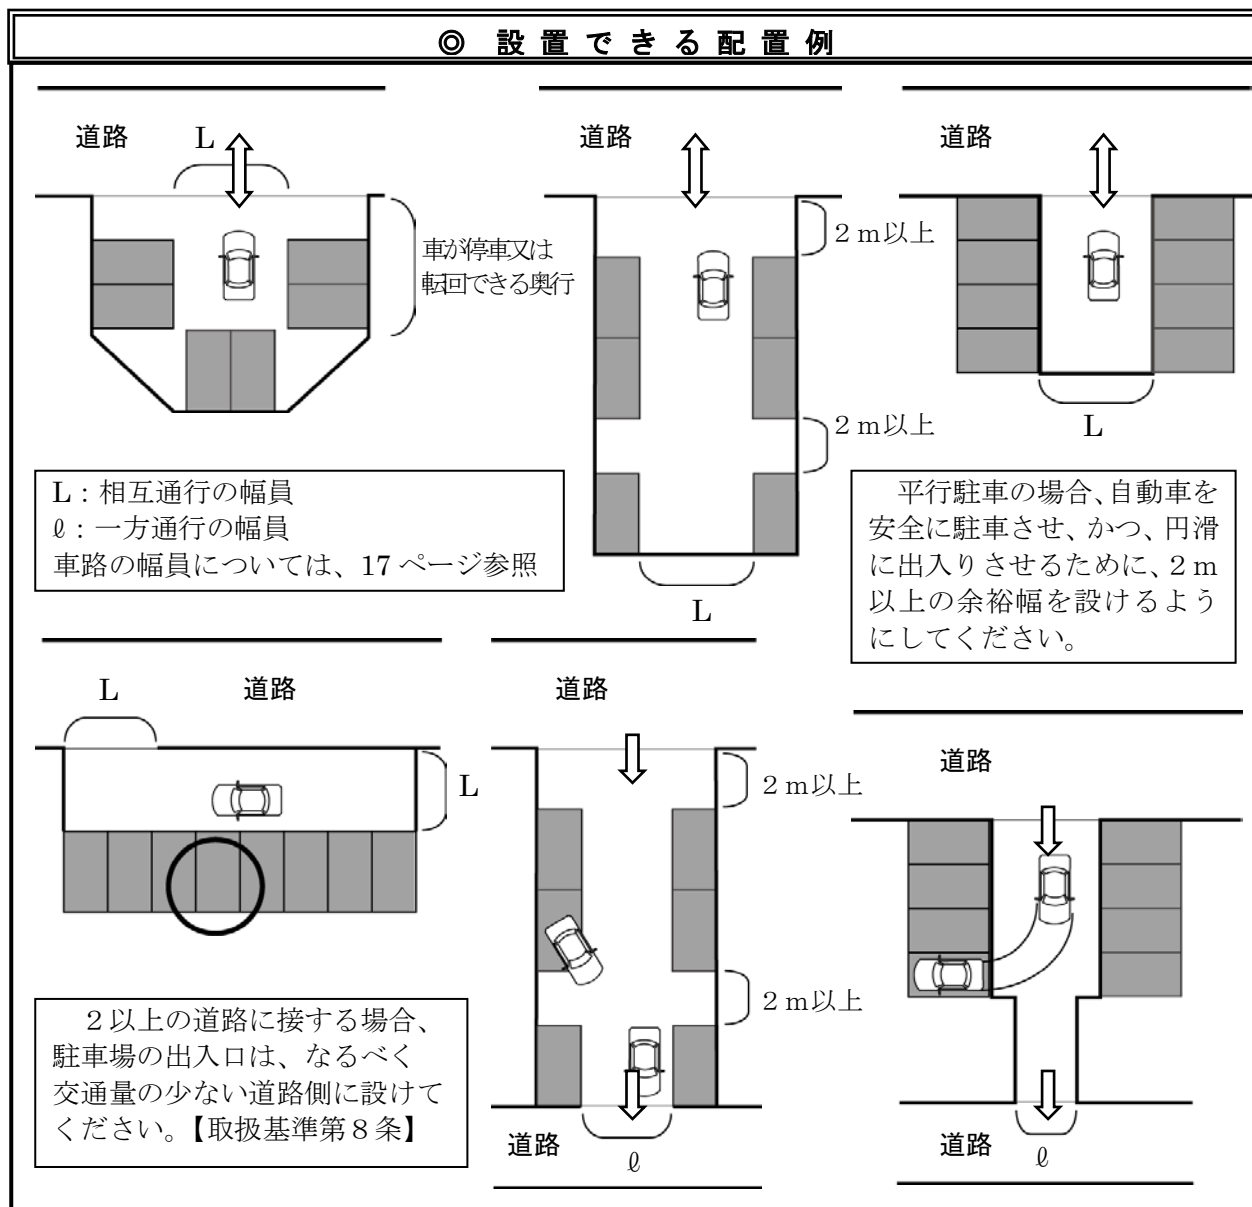 ◎ 設置できる配置例
道路
L
車が停車又は
転回できる奥行
道路
2m以上
2m以上
L
道路
L
L:相互通行の幅員
ℓ:一方通行の幅員
車路の幅員については、17ページ参照
平行駐車の場合、自動車を
安全に駐車させ、かつ、円滑
に出入りさせるために、2m
以上の余裕幅を設けるよう
にしてください。
L
道路
L
道路
2m以上
2m以上
道路
ℓ
道路
道路
ℓ
2以上の道路に接する場合、
駐車場の出入口は、なるべく
交通量の少ない道路側に設けて
ください。【取扱基準第8条】